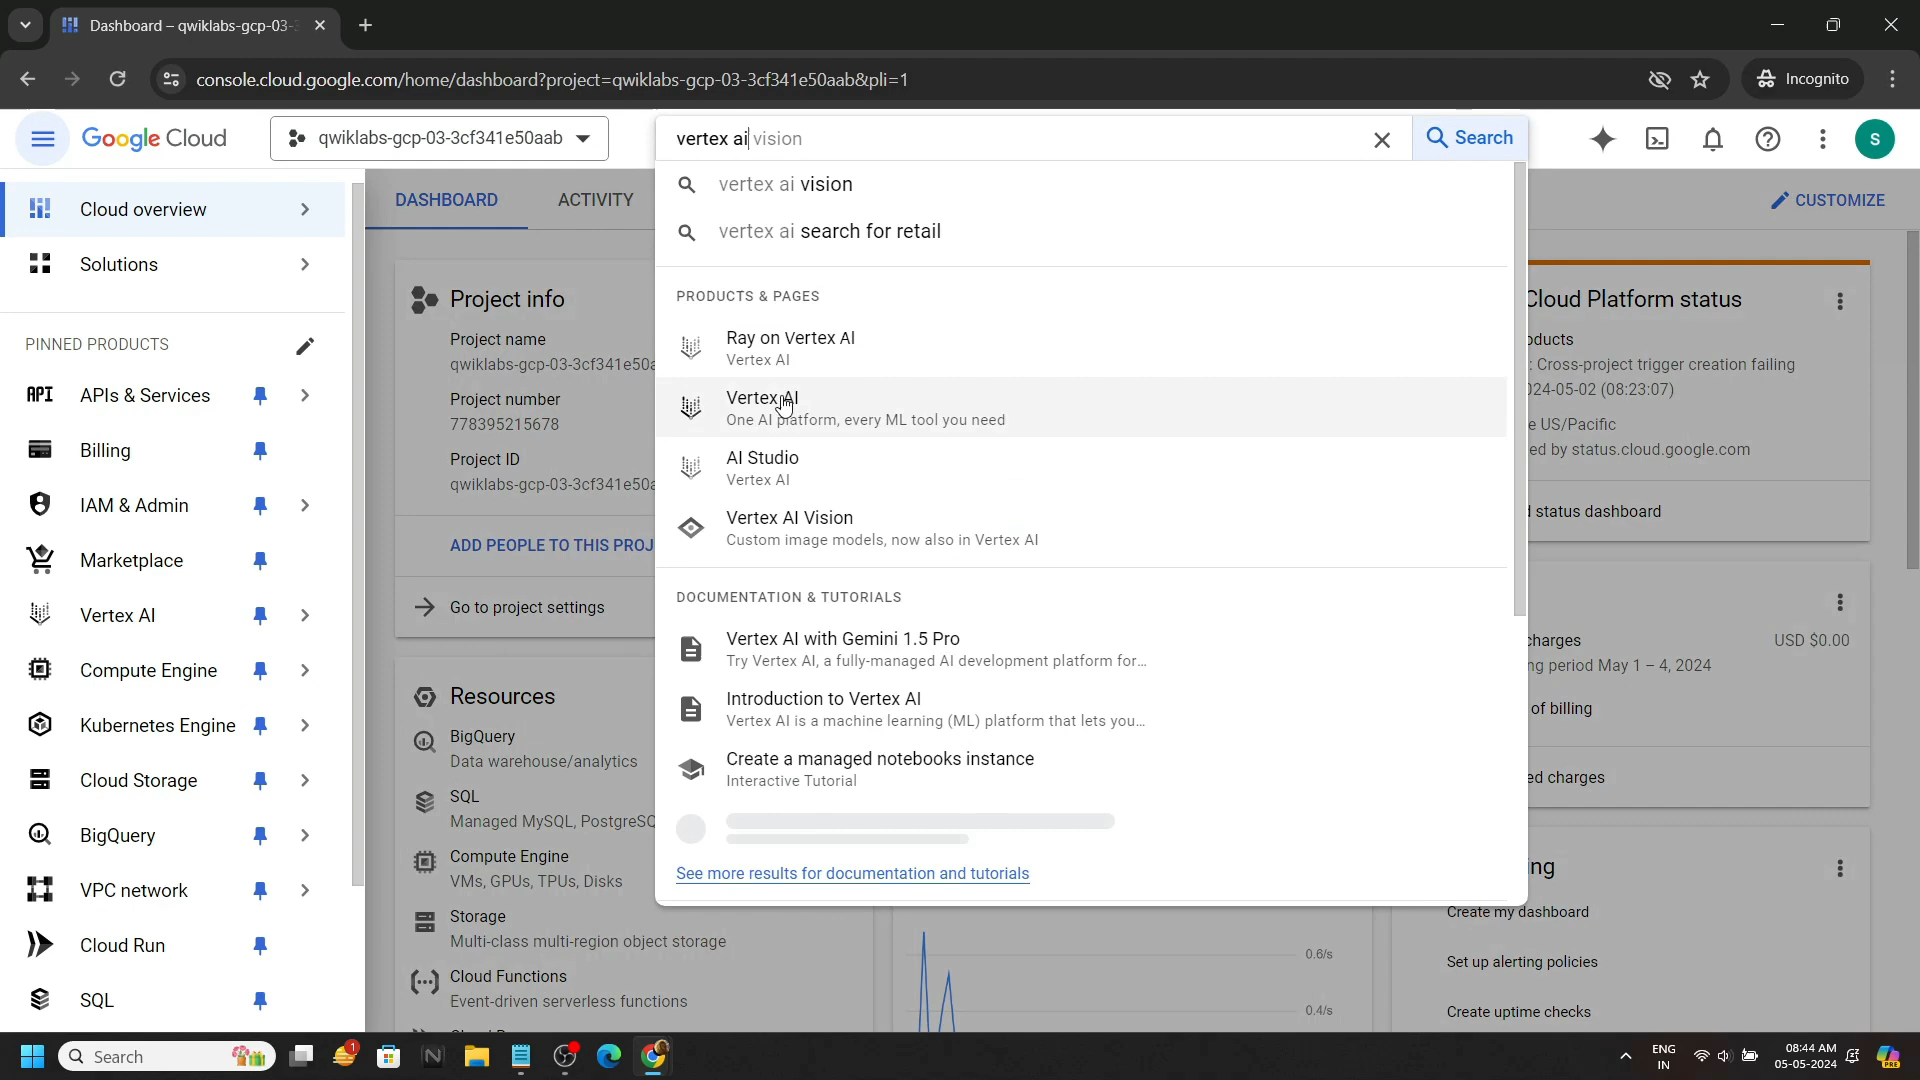 Dashboard – qwiklabs-gcp-03-
console.cloud.google.com/home/dashboard?project=qwiklabs-gcp-03-3cf341e50aab&pli=1
Incognito
Google Cloud
qwiklabs-gcp-03-3cf341e50aab
vertex ai vision
Search
S
Cloud overview
Solutions
PINNED PRODUCTS
API APIs & Services
Billing
IAM & Admin
Marketplace
Vertex AI
Compute Engine
Kubernetes Engine
Cloud Storage
BigQuery
VPC network
Cloud Run
SQL
DASHBOARD
ACTIVITY
CUSTOMIZE
Project info
Project name
qwiklabs-gcp-03-3cf341e50a
Project number
778395215678
Project ID
qwiklabs-gcp-03-3cf341e50a
ADD PEOPLE TO THIS PROJ
Go to project settings
Resources
BigQuery
Data warehouse/analytics
SQL
Managed MySQL, PostgreSQ
Compute Engine
VMs, GPUs, TPUs, Disks
Storage
Multi-class multi-region object storage
Cloud Functions
Event-driven serverless functions
vertex ai vision
vertex ai search for retail
PRODUCTS & PAGES
Ray on Vertex AI
Vertex AI
Vertex AI
One AI platform, every ML tool you need
AI Studio
Vertex AI
Vertex AI Vision
Custom image models, now also in Vertex AI
DOCUMENTATION & TUTORIALS
Vertex AI with Gemini 1.5 Pro
Try Vertex AI, a fully-managed AI development platform for...
Introduction to Vertex AI
Vertex AI is a machine learning (ML) platform that lets you...
Create a managed notebooks instance
Interactive Tutorial
See more results for documentation and tutorials
0.6/s
0.4/s
Cloud Platform status
oducts
: Cross-project trigger creation failing
024-05-02 (08:23:07)
e US/Pacific
ed by status.cloud.google.com
d status dashboard
charges
USD $0.00
ng period May 1 – 4, 2024
of billing
ed charges
ing
Create my dashboard
Set up alerting policies
Create uptime checks
Search
1
ENG
IN
08:44 AM
05-05-2024
PRE